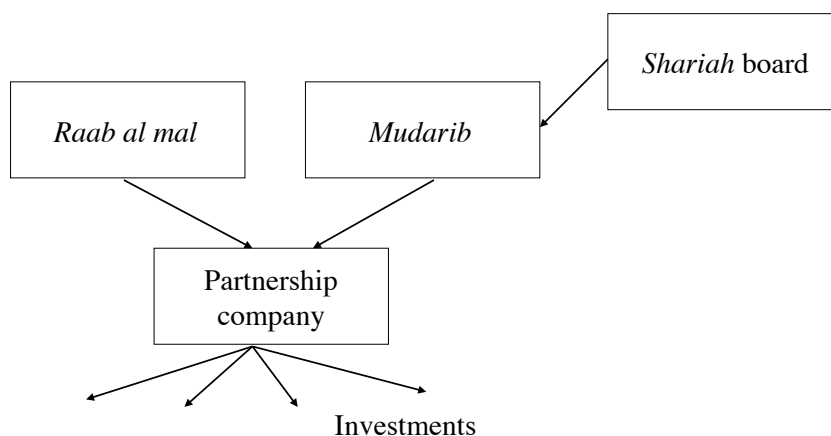 Shariah board
Raab al mal
Mudarib
Partnership
company
Investments